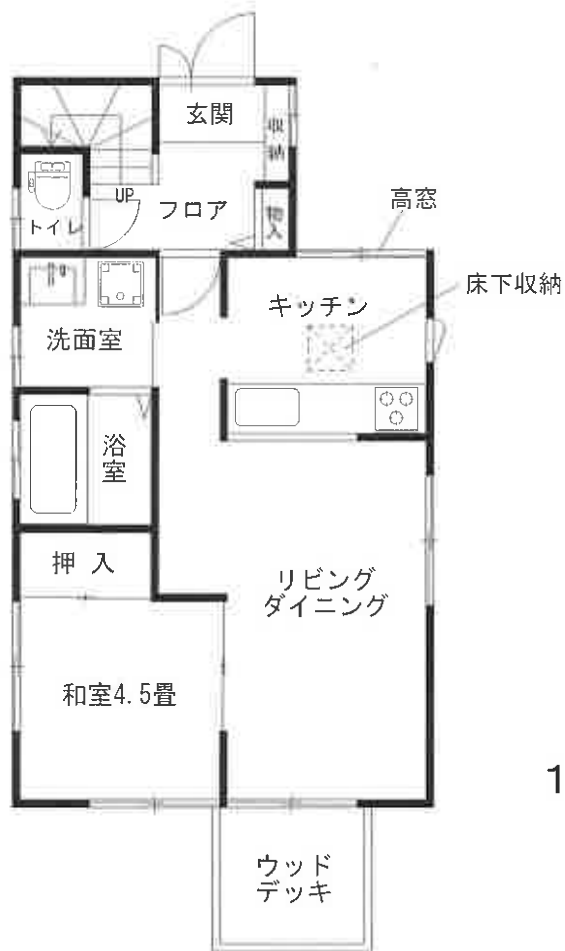 玄関
収納
UP
フロア
トイレ
押入
高窓
キッチン
床下収納
洗面室
浴室
押入
リビング
ダイニング
和室4.5畳
1
ウッド
デッキ